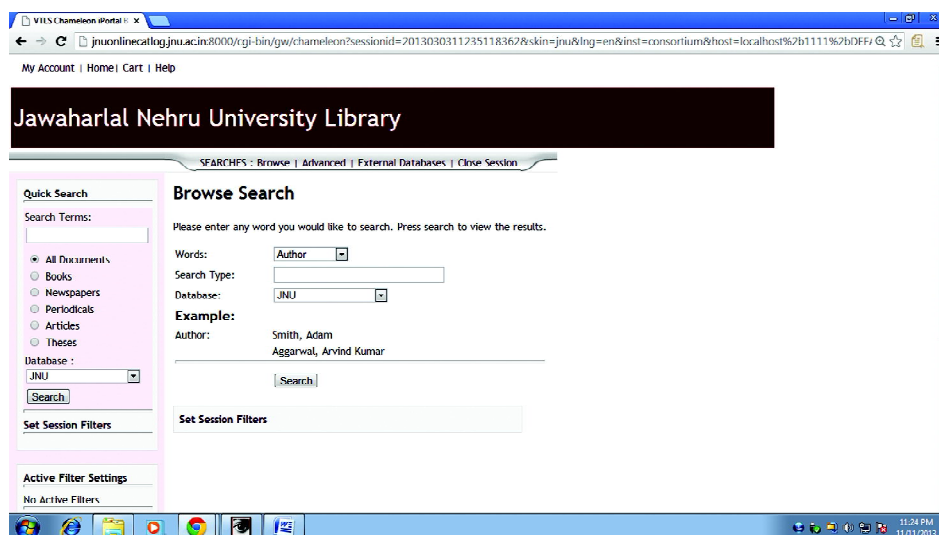 VTLS Chameleon iPortal
jnuonlinecatlog.jnu.ac.in:8000/cgi-bin/gw/chameleon?sessionid=2013030311235118362&skin=jnu&lng=en&inst=consortium&host=localhost%2b1111%2bDEFA
My Account | Home| Cart | Help
Jawaharlal Nehru University Library
SEARCHES : Browse | Advanced | External Databases | Close Session
Quick Search
Search Terms:
All Documents
Books
Newspapers
Periodicals
Articles
Theses
Database :
JNU
Search
Set Session Filters
Active Filter Settings
No Active Filters
Browse Search
Please enter any word you would like to search. Press search to view the results.
Words: Author
Search Type:
Database: JNU
Example:
Author: Smith, Adam
Aggarwal, Arvind Kumar
Search
Set Session Filters
11:24 PM
11/03/2013